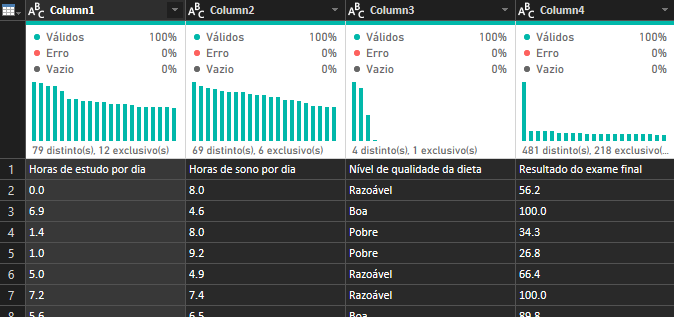 ABC Column1 ABC Column2 ABC Column3 ABC Column4
Válidos 100% Válidos 100% Válidos 100% Válidos 100%
Erro 0% Erro 0% Erro 0% Erro 0%
Vazio 0% Vazio 0% Vazio 0% Vazio 0%
79 distinto(s), 12 exclusivo(s) 69 distinto(s), 6 exclusivo(s) 4 distinto(s), 1 exclusivo(s) 481 distinto(s), 218 exclusivo(...
1 Horas de estudo por dia Horas de sono por dia Nível de qualidade da dieta Resultado do exame final
2 0.0 8.0 Razoável 56.2
3 6.9 4.6 Boa 100.0
4 1.4 8.0 Pobre 34.3
5 1.0 9.2 Pobre 26.8
6 5.0 4.9 Razoável 66.4
7 7.2 7.4 Razoável 100.0
8 5.6 6.5 Boa 89.8